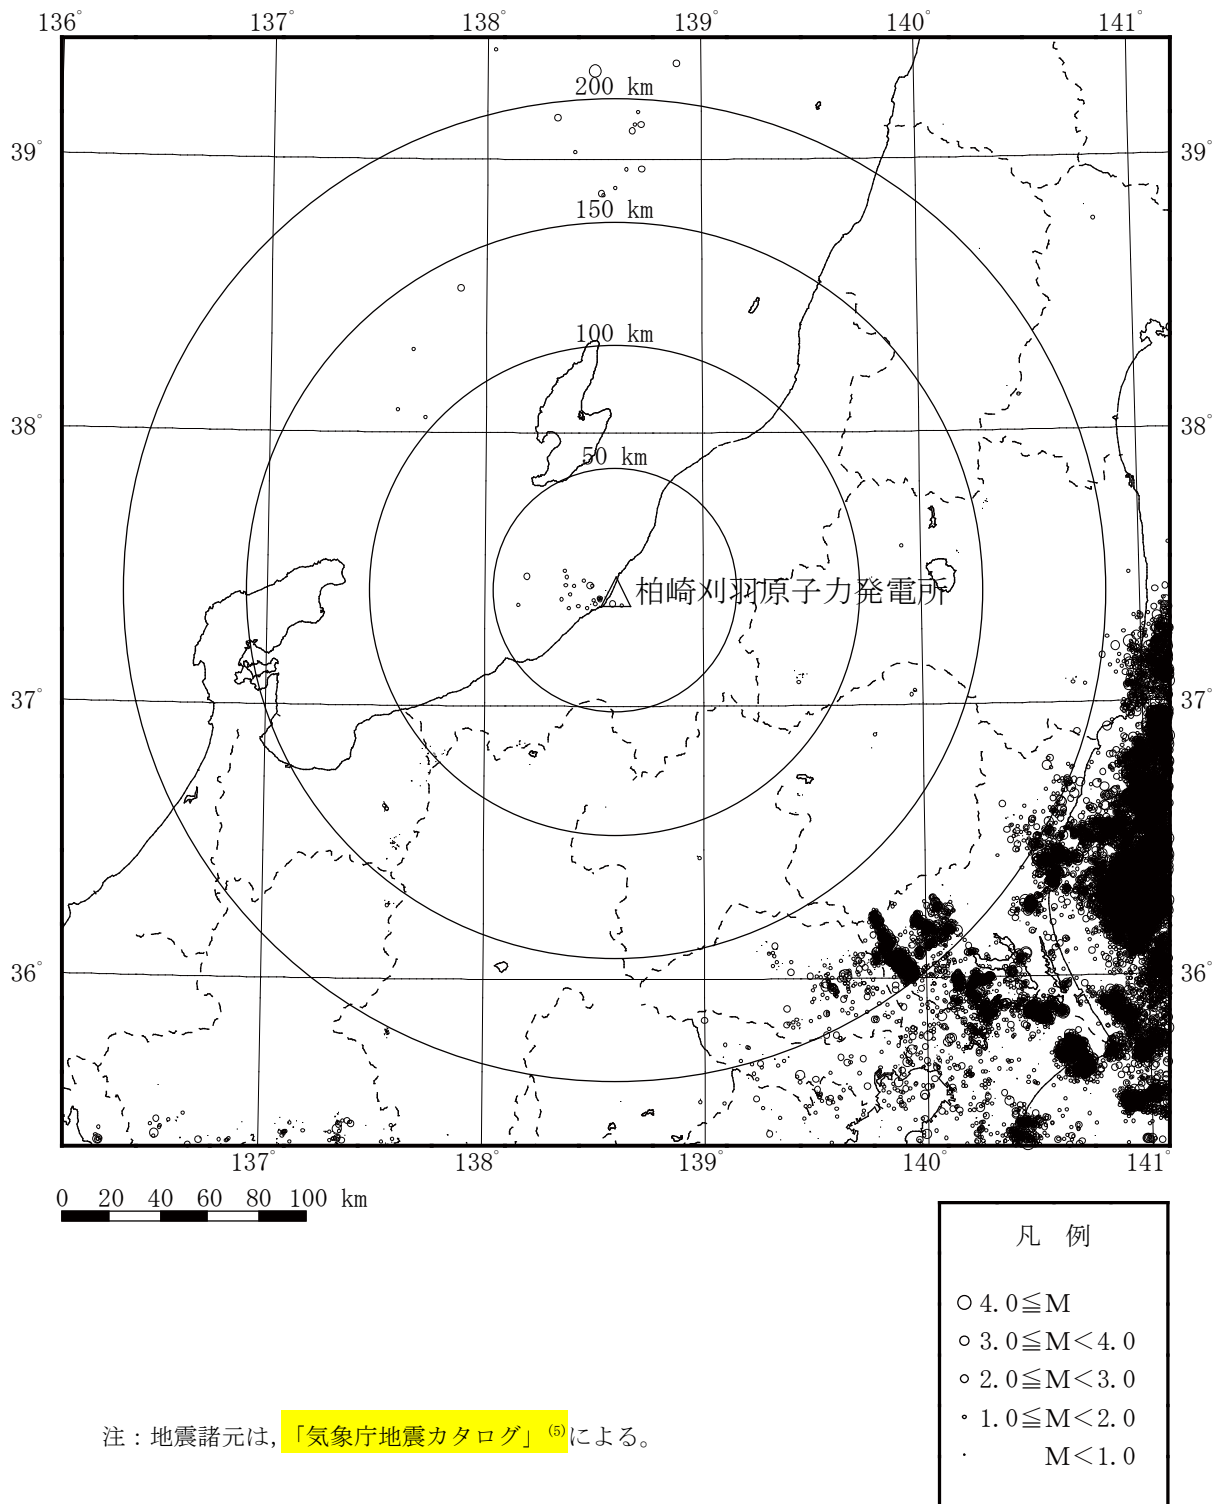 136° 137° 138° 139° 140° 141°
200 km
39° 39°
150 km
100 km
38° 38°
50 km
柏崎刈羽原子力発電所
37° 37°
36° 36°
137° 138° 139° 140° 141°
0 20 40 60 80 100 km
凡 例
4.0≦M
3.0≦M<4.0
2.0≦M<3.0
1.0≦M<2.0
M<1.0
注：地震諸元は,「気象庁地震カタログ」(5)による。